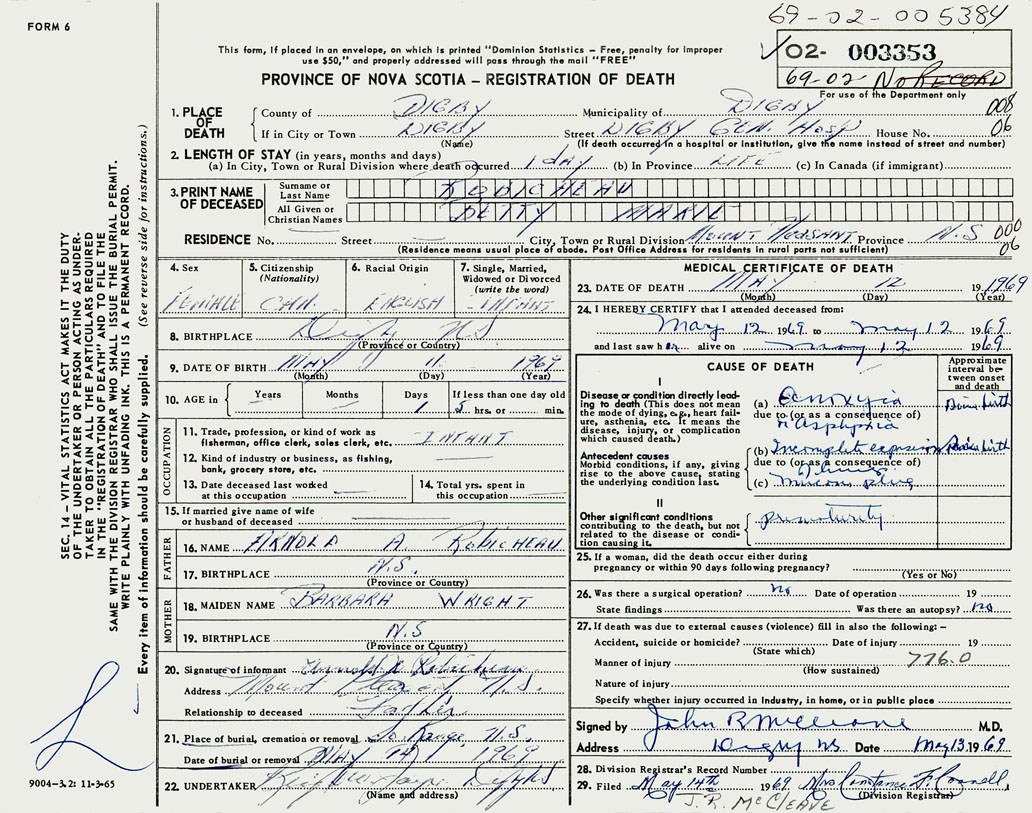 FORM 6
69-02-005384
This form, if placed in an envelope, on which is printed "Dominion Statistics – Free, penalty for improper
use $50," and properly addressed will pass through the mail "FREE"
02- 003353
69-02 No RECORD
For use of the Department only
PROVINCE OF NOVA SCOTIA – REGISTRATION OF DEATH
1. PLACE OF DEATH
County of DIGBY Municipality of DIGBY 008
If in City or Town DIGBY Street DIGBY GEN. HOSP House No. 06
(Name) (If death occurred in a hospital or institution, give the name instead of street and number)
2. LENGTH OF STAY (in years, months and days)
(a) In City, Town or Rural Division where death occurred 1 day (b) In Province LIFE (c) In Canada (if immigrant)
3. PRINT NAME OF DECEASED
Surname or Last Name ROBICHEAU
All Given or Christian Names BETTY MARIE
RESIDENCE No. Street City, Town or Rural Division MOUNT PLEASANT Province N.S 000
06
(Residence means usual place of abode. Post Office Address for residents in rural parts not sufficient)
4. Sex FEMALE
5. Citizenship (Nationality) CAN.
6. Racial Origin ENGLISH
7. Single, Married, Widowed or Divorced (write the word) INFANT
8. BIRTHPLACE Digby N.S
(Province or Country)
9. DATE OF BIRTH MAY 11 1969
(Month) (Day) (Year)
10. AGE in Years Months Days 1 If less than one day old 5 hrs. or min.
OCCUPATION
11. Trade, profession, or kind of work as fisherman, office clerk, sales clerk, etc. INFANT
12. Kind of industry or business, as fishing, bank, grocery store, etc.
13. Date deceased last worked at this occupation
14. Total yrs. spent in this occupation
15. If married give name of wife or husband of deceased
FATHER
16. NAME ARNOLD A. Robicheau
17. BIRTHPLACE N.S.
(Province or Country)
MOTHER
18. MAIDEN NAME BARBARA WRIGHT
19. BIRTHPLACE N.S
(Province or Country)
20. Signature of informant Arnold A. Robicheau
Address Mount Pleasant N.S.
Relationship to deceased Father
21. Place of burial, cremation or removal N.S.
Date of burial or removal MAY 1969
22. UNDERTAKER
(Name and address)
MEDICAL CERTIFICATE OF DEATH
23. DATE OF DEATH MAY 12 1969
(Month) (Day) (Year)
24. I HEREBY CERTIFY that I attended deceased from:
May 12 1969 to May 12 1969
and last saw her alive on May 12 1969
CAUSE OF DEATH
Approximate interval between onset and death
I
Disease or condition directly leading to death (This does not mean the mode of dying, e.g., heart failure, asthenia, etc. It means the disease, injury, or complication which caused death.)
(a) Anoxia Since birth
due to (or as a consequence of)
Asphyxia
Antecedent causes
Morbid conditions, if any, giving rise to the above cause, stating the underlying condition last.
(b) Incomplete expansion Since birth
due to (or as a consequence of)
of lungs
(c) mucous plug
II
Other significant conditions contributing to the death, but not related to the disease or condition causing it.
prematurity
25. If a woman, did the death occur either during pregnancy or within 90 days following pregnancy?
(Yes or No)
26. Was there a surgical operation? no Date of operation 19
State findings Was there an autopsy? no
27. If death was due to external causes (violence) fill in also the following: –
Accident, suicide or homicide? Date of injury 19
(State which)
Manner of injury 776.0
(How sustained)
Nature of injury
Specify whether injury occurred in industry, in home, or in public place
Signed by John R McCleave M.D.
Address Digby NS Date May 13 1969
28. Division Registrar's Record Number
29. Filed May 14th 1969 Mrs Constance F. Connell
(Division Registrar)
J. R. McCLEAVE
SEC. 14 – VITAL STATISTICS ACT MAKES IT THE DUTY
OF THE UNDERTAKER OR PERSON ACTING AS UNDER-
TAKER TO OBTAIN ALL THE PARTICULARS REQUIRED
IN THE "REGISTRATION OF DEATH" AND TO FILE THE
SAME WITH THE DIVISION REGISTRAR WHO SHALL ISSUE THE BURIAL PERMIT.
WRITE PLAINLY WITH UNFADING INK. THIS IS A PERMANENT RECORD.
Every item of information should be carefully supplied. (See reverse side for instructions.)
9004–3.2: 11-3-65